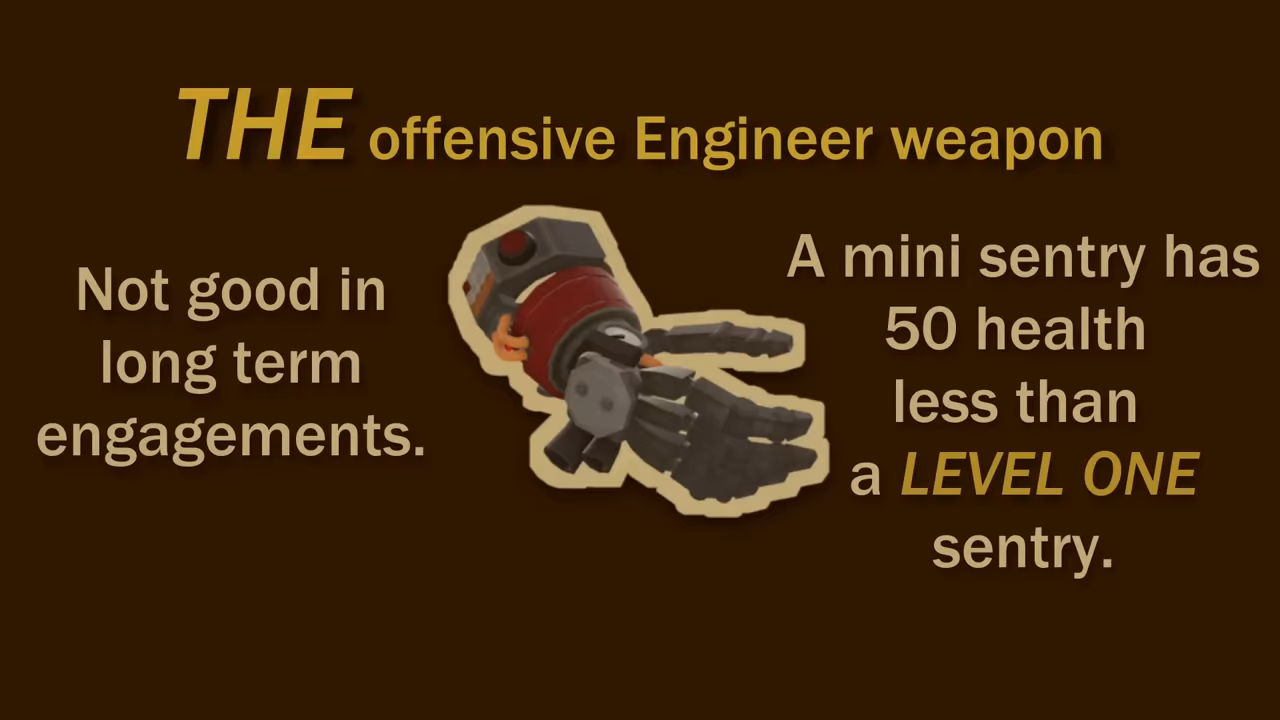 THE offensive Engineer weapon
Not good in
long term
engagements.
A mini sentry has
50 health
less than
a LEVEL ONE
sentry.